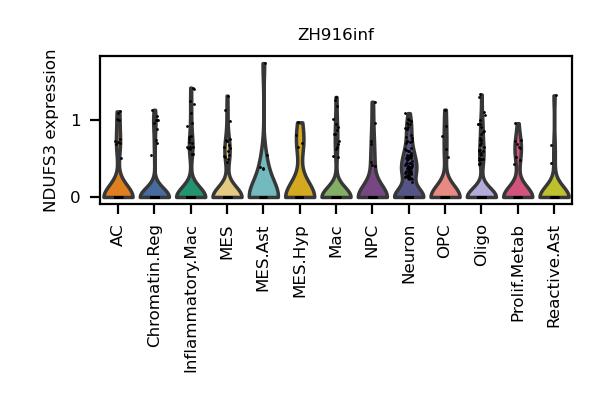 ZH916inf
NDUFS3 expression
1
0
AC
Chromatin.Reg
Inflammatory.Mac
MES
MES.Ast
MES.Hyp
Mac
NPC
Neuron
OPC
Oligo
Prolif.Metab
Reactive.Ast